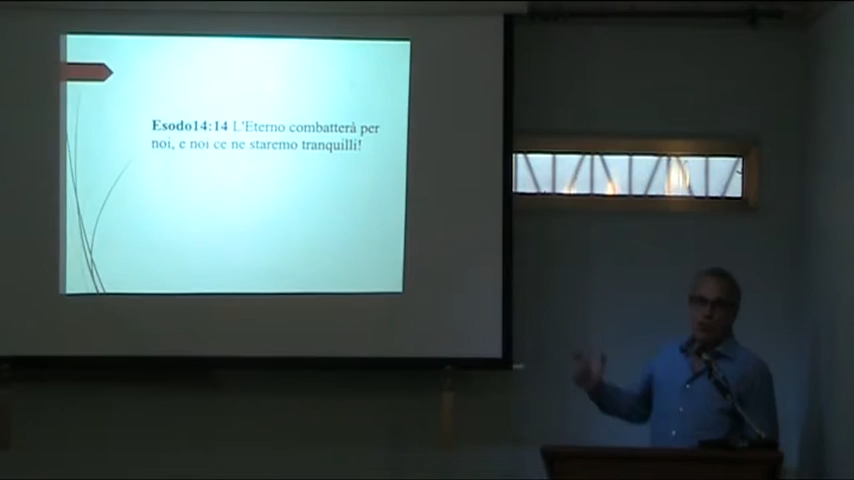 Esodo14:14 L'Eterno combatterà per
noi, e noi ce ne staremo tranquilli!